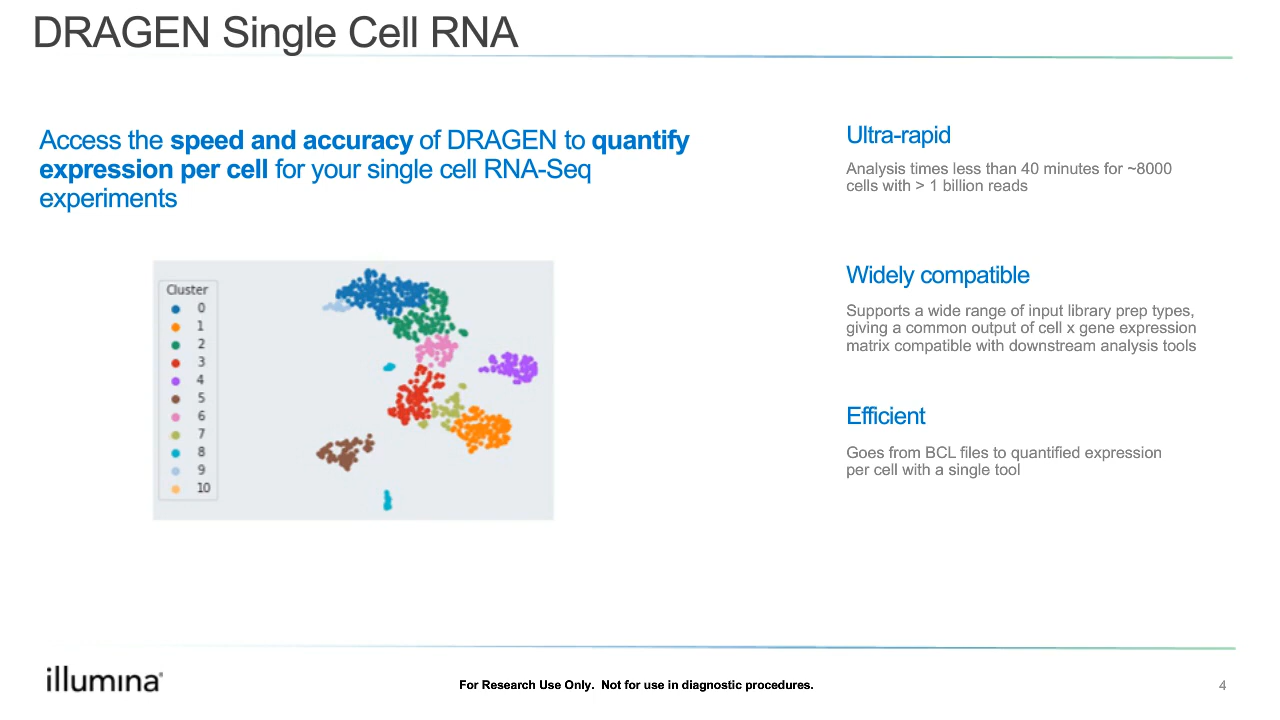 DRAGEN Single Cell RNA
Access the speed and accuracy of DRAGEN to quantify
expression per cell for your single cell RNA-Seq
experiments
Cluster
0
1
2
3
4
5
6
7
8
9
10
Ultra-rapid
Analysis times less than 40 minutes for ~8000
cells with > 1 billion reads
Widely compatible
Supports a wide range of input library prep types,
giving a common output of cell x gene expression
matrix compatible with downstream analysis tools
Efficient
Goes from BCL files to quantified expression
per cell with a single tool
illumina®
For Research Use Only. Not for use in diagnostic procedures.
4